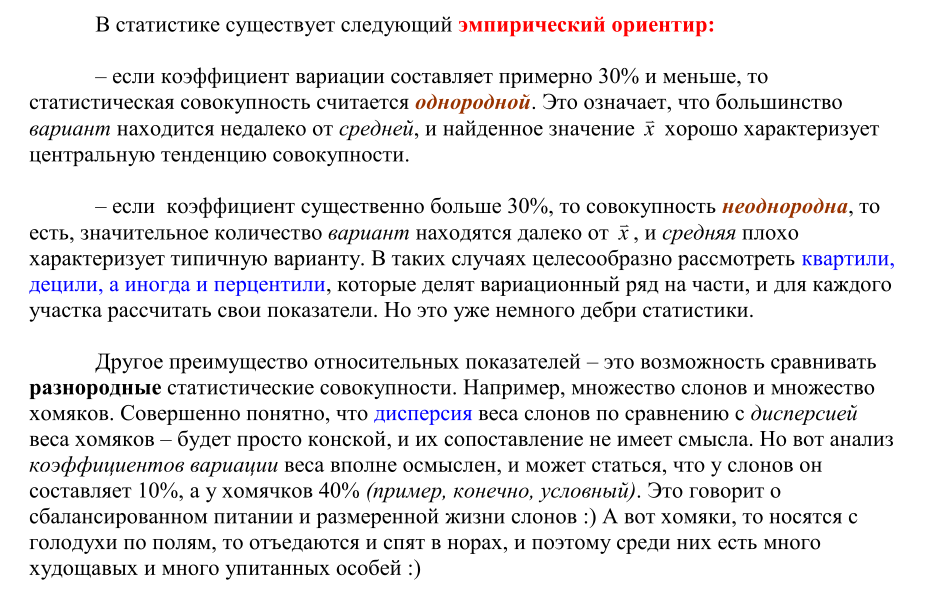 В статистике существует следующий эмпирический ориентир:
– если коэффициент вариации составляет примерно 30% и меньше, то
статистическая совокупность считается однородной. Это означает, что большинство
вариант находится недалеко от средней, и найденное значение x̄ хорошо характеризует
центральную тенденцию совокупности.
– если коэффициент существенно больше 30%, то совокупность неоднородна, то
есть, значительное количество вариант находятся далеко от x̄ , и средняя плохо
характеризует типичную варианту. В таких случаях целесообразно рассмотреть квартили,
децили, а иногда и перцентили, которые делят вариационный ряд на части, и для каждого
участка рассчитать свои показатели. Но это уже немного дебри статистики.
Другое преимущество относительных показателей – это возможность сравнивать
разнородные статистические совокупности. Например, множество слонов и множество
хомяков. Совершенно понятно, что дисперсия веса слонов по сравнению с дисперсией
веса хомяков – будет просто конской, и их сопоставление не имеет смысла. Но вот анализ
коэффициентов вариации веса вполне осмыслен, и может статься, что у слонов он
составляет 10%, а у хомячков 40% (пример, конечно, условный). Это говорит о
сбалансированном питании и размеренной жизни слонов :) А вот хомяки, то носятся с
голодухи по полям, то отъедаются и спят в норах, и поэтому среди них есть много
худощавых и много упитанных особей :)